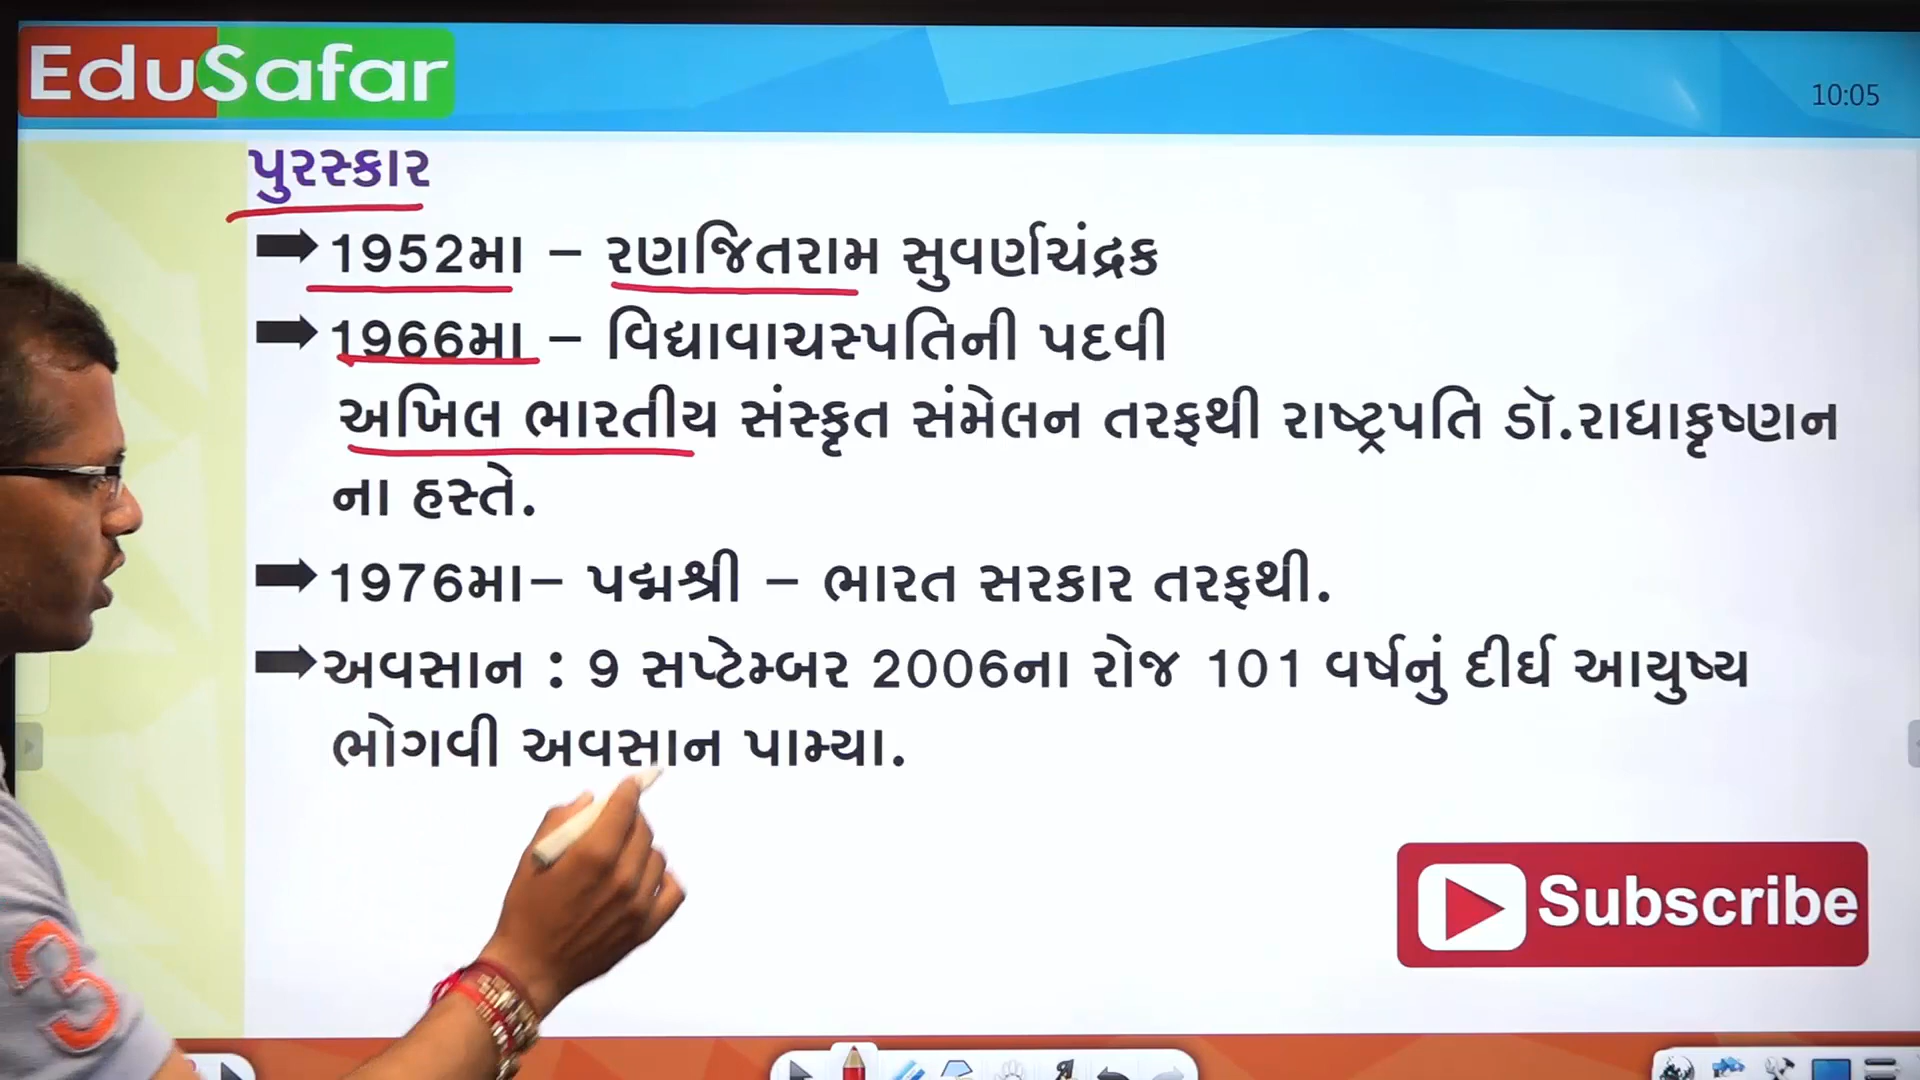 EduSafar
10:05
પુરસ્કાર
1952મા – રણજિતરામ સુવર્ણચંદ્રક
1966મા – વિદ્યાવાચસ્પતિની પદવી
અખિલ ભારતીય સંસ્કૃત સંમેલન તરફથી રાષ્ટ્રપતિ ડૉ.રાધાકૃષ્ણન
ના હસ્તે.
1976મા– પદ્મશ્રી – ભારત સરકાર તરફથી.
અવસાન : 9 સપ્ટેમ્બર 2006ના રોજ 101 વર્ષનું દીર્ઘ આયુષ્ય
ભોગવી અવસાન પામ્યા.
3
Subscribe